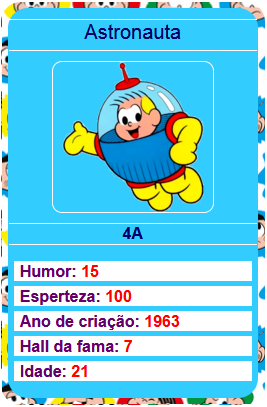 Astronauta
4A
Humor: 15
Esperteza: 100
Ano de criação: 1963
Hall da fama: 7
Idade: 21